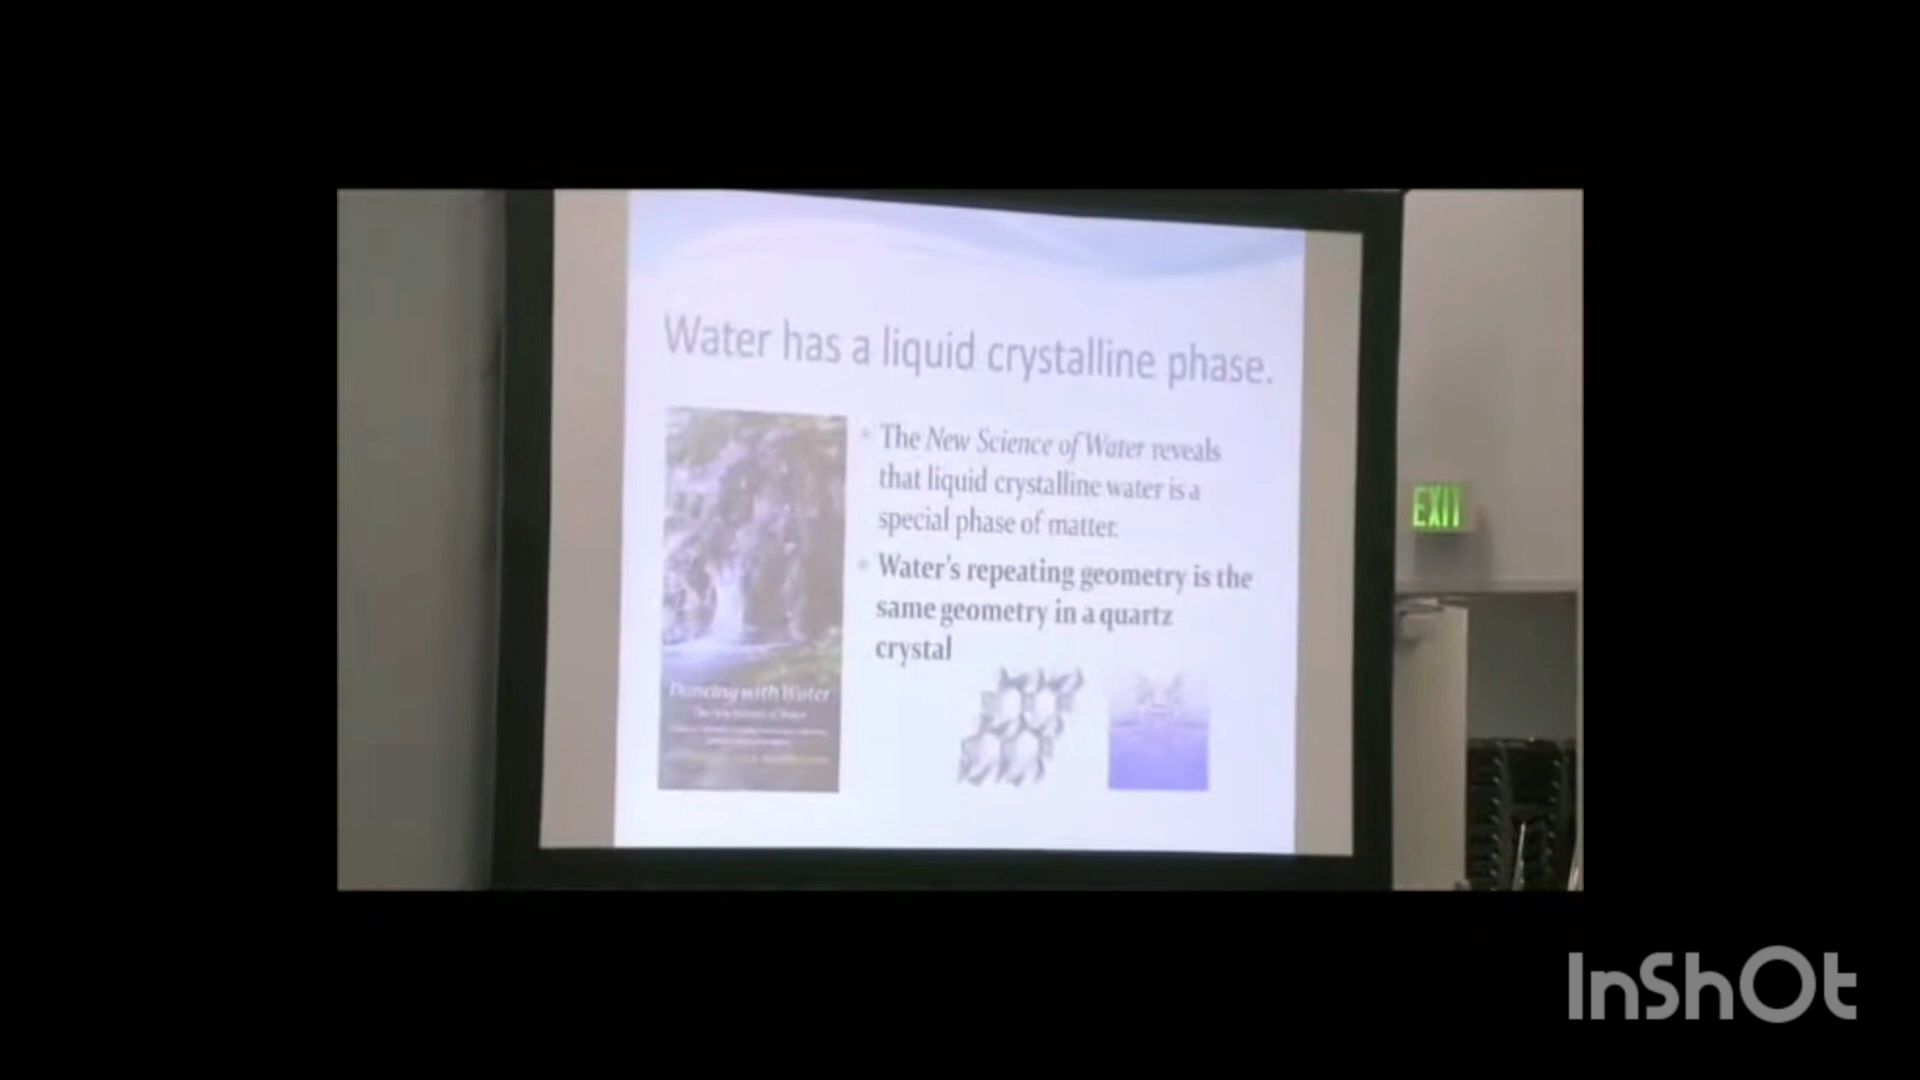 Water has a liquid crystalline phase.
The New Science of Water reveals
that liquid crystalline water is a
special phase of matter.
Water's repeating geometry is the
same geometry in a quartz
crystal
Dancing with Water
EXIT
InShOt